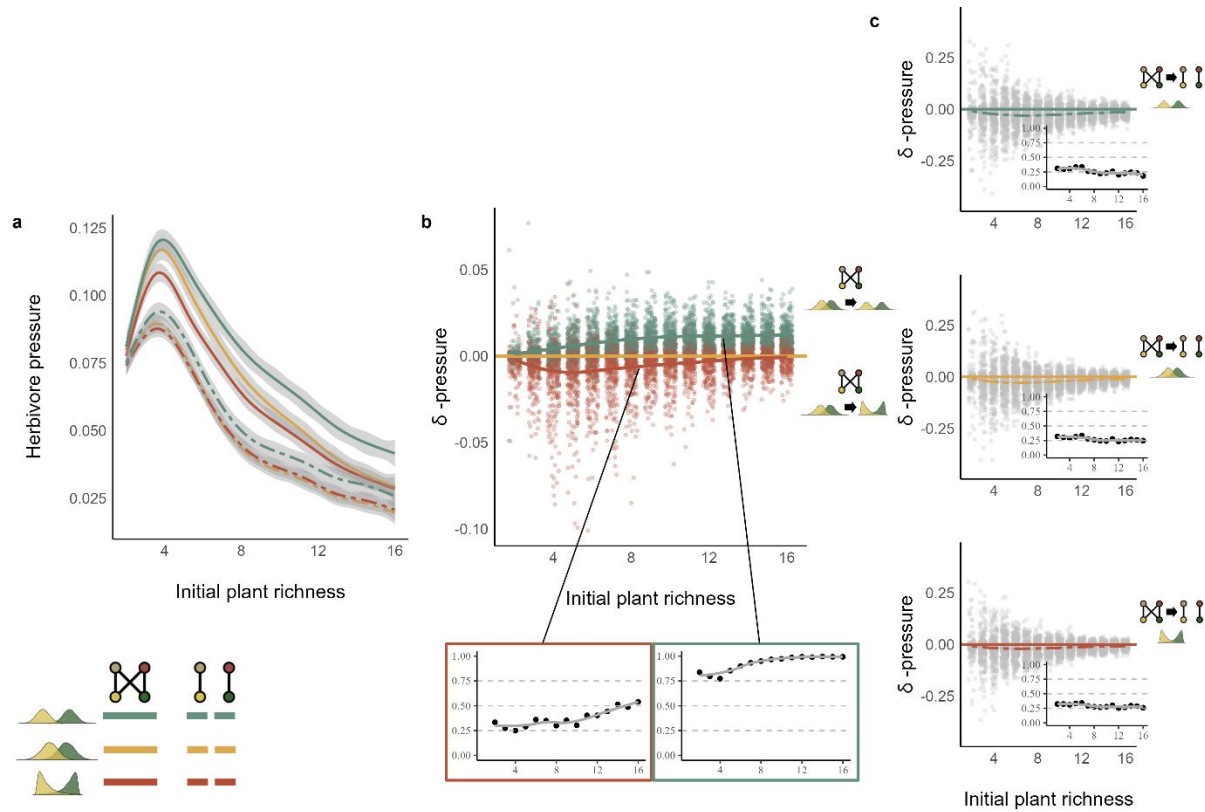 a
Herbivore pressure
0.125
0.100
0.075
0.050
0.025
4 8 12 16
Initial plant richness
b
δ -pressure
0.05
0.00
-0.05
-0.10
4 8 12 16
Initial plant richness
1.00
0.75
0.50
0.25
0.00
4 8 12 16
1.00
0.75
0.50
0.25
0.00
4 8 12 16
c
δ -pressure
0.25
0.00
-0.25
1.00
0.75
0.50
0.25
0.00
4 8 12 16
4 8 12 16
δ -pressure
0.25
0.00
-0.25
1.00
0.75
0.50
0.25
0.00
4 8 12 16
4 8 12 16
δ -pressure
0.25
0.00
-0.25
1.00
0.75
0.50
0.25
0.00
4 8 12 16
4 8 12 16
Initial plant richness